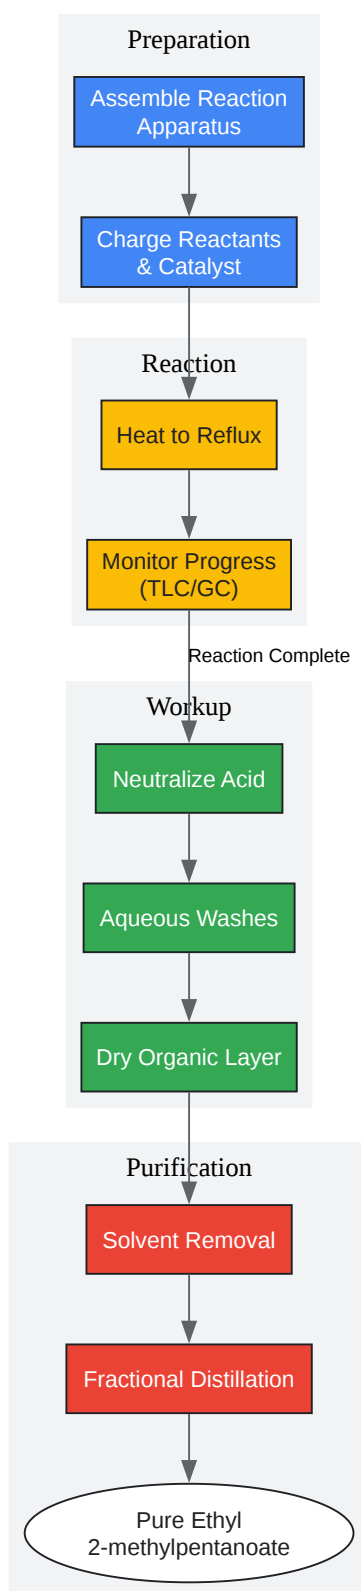 Preparation
Assemble Reaction
Apparatus
Charge Reactants
& Catalyst
Reaction
Heat to Reflux
Monitor Progress
(TLC/GC)
Reaction Complete
Workup
Neutralize Acid
Aqueous Washes
Dry Organic Layer
Purification
Solvent Removal
Fractional Distillation
Pure Ethyl
2-methylpentanoate